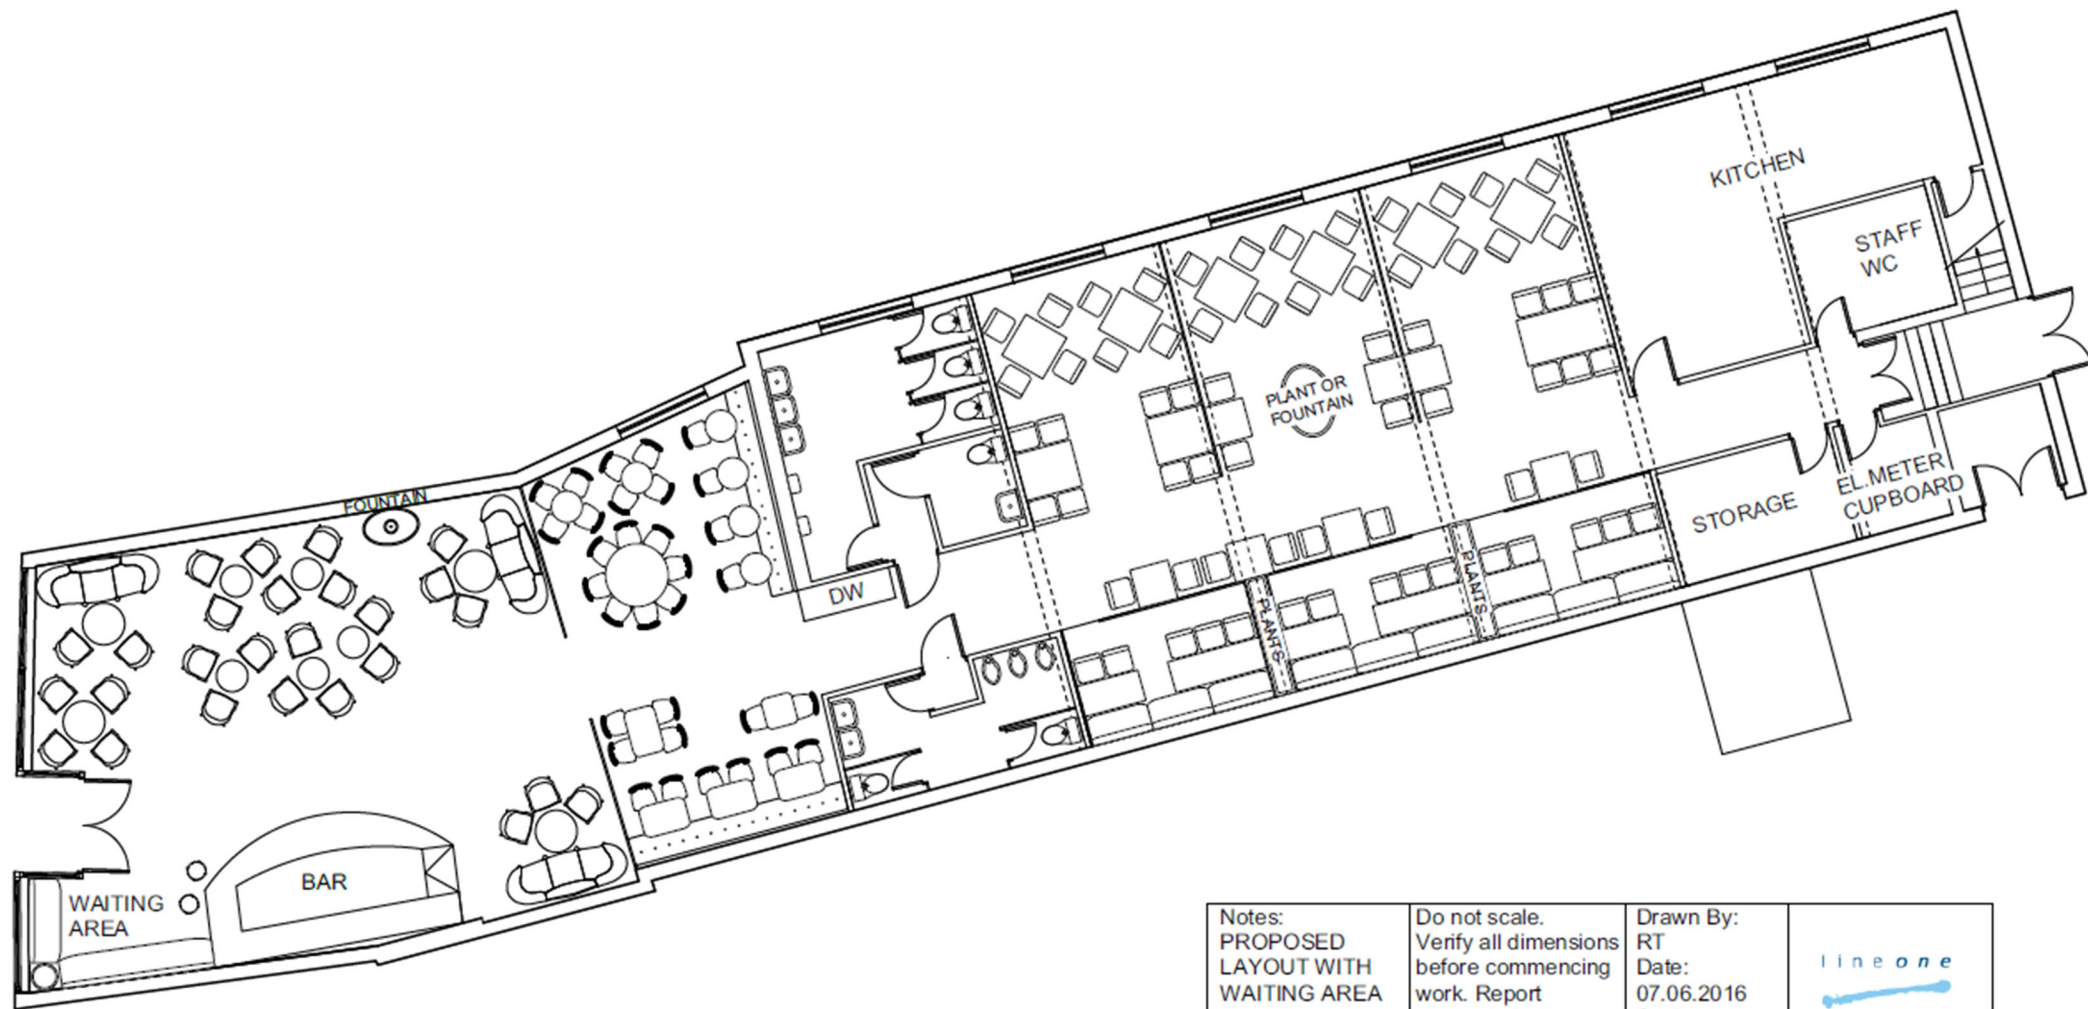 KITCHEN
STAFF
WC
PLANT OR
FOUNTAIN
FOUNTAIN
EL.METER
CUPBOARD
STORAGE
DW
PLANTS
PLANTS
BAR
WAITING
AREA
Notes:
PROPOSED
LAYOUT WITH
WAITING AREA
Do not scale.
Verify all dimensions
before commencing
work. Report
Drawn By:
RT
Date:
07.06.2016
lineone